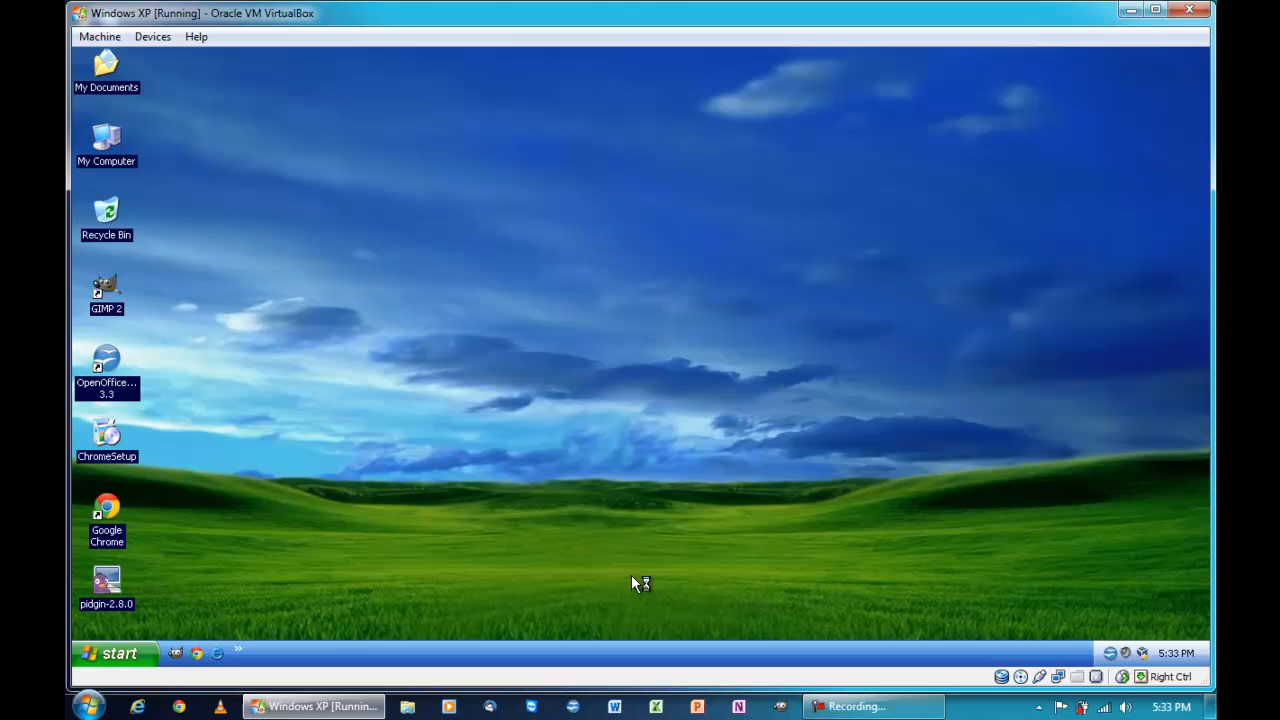 Windows XP [Running] - Oracle VM VirtualBox
Machine Devices Help
My Documents
My Computer
Recycle Bin
GIMP 2
OpenOffice...
3.3
ChromeSetup
Google
Chrome
pidgin-2.8.0
start
»
5:33 PM
Right Ctrl
Windows XP [Runnin...
Recording...
5:33 PM